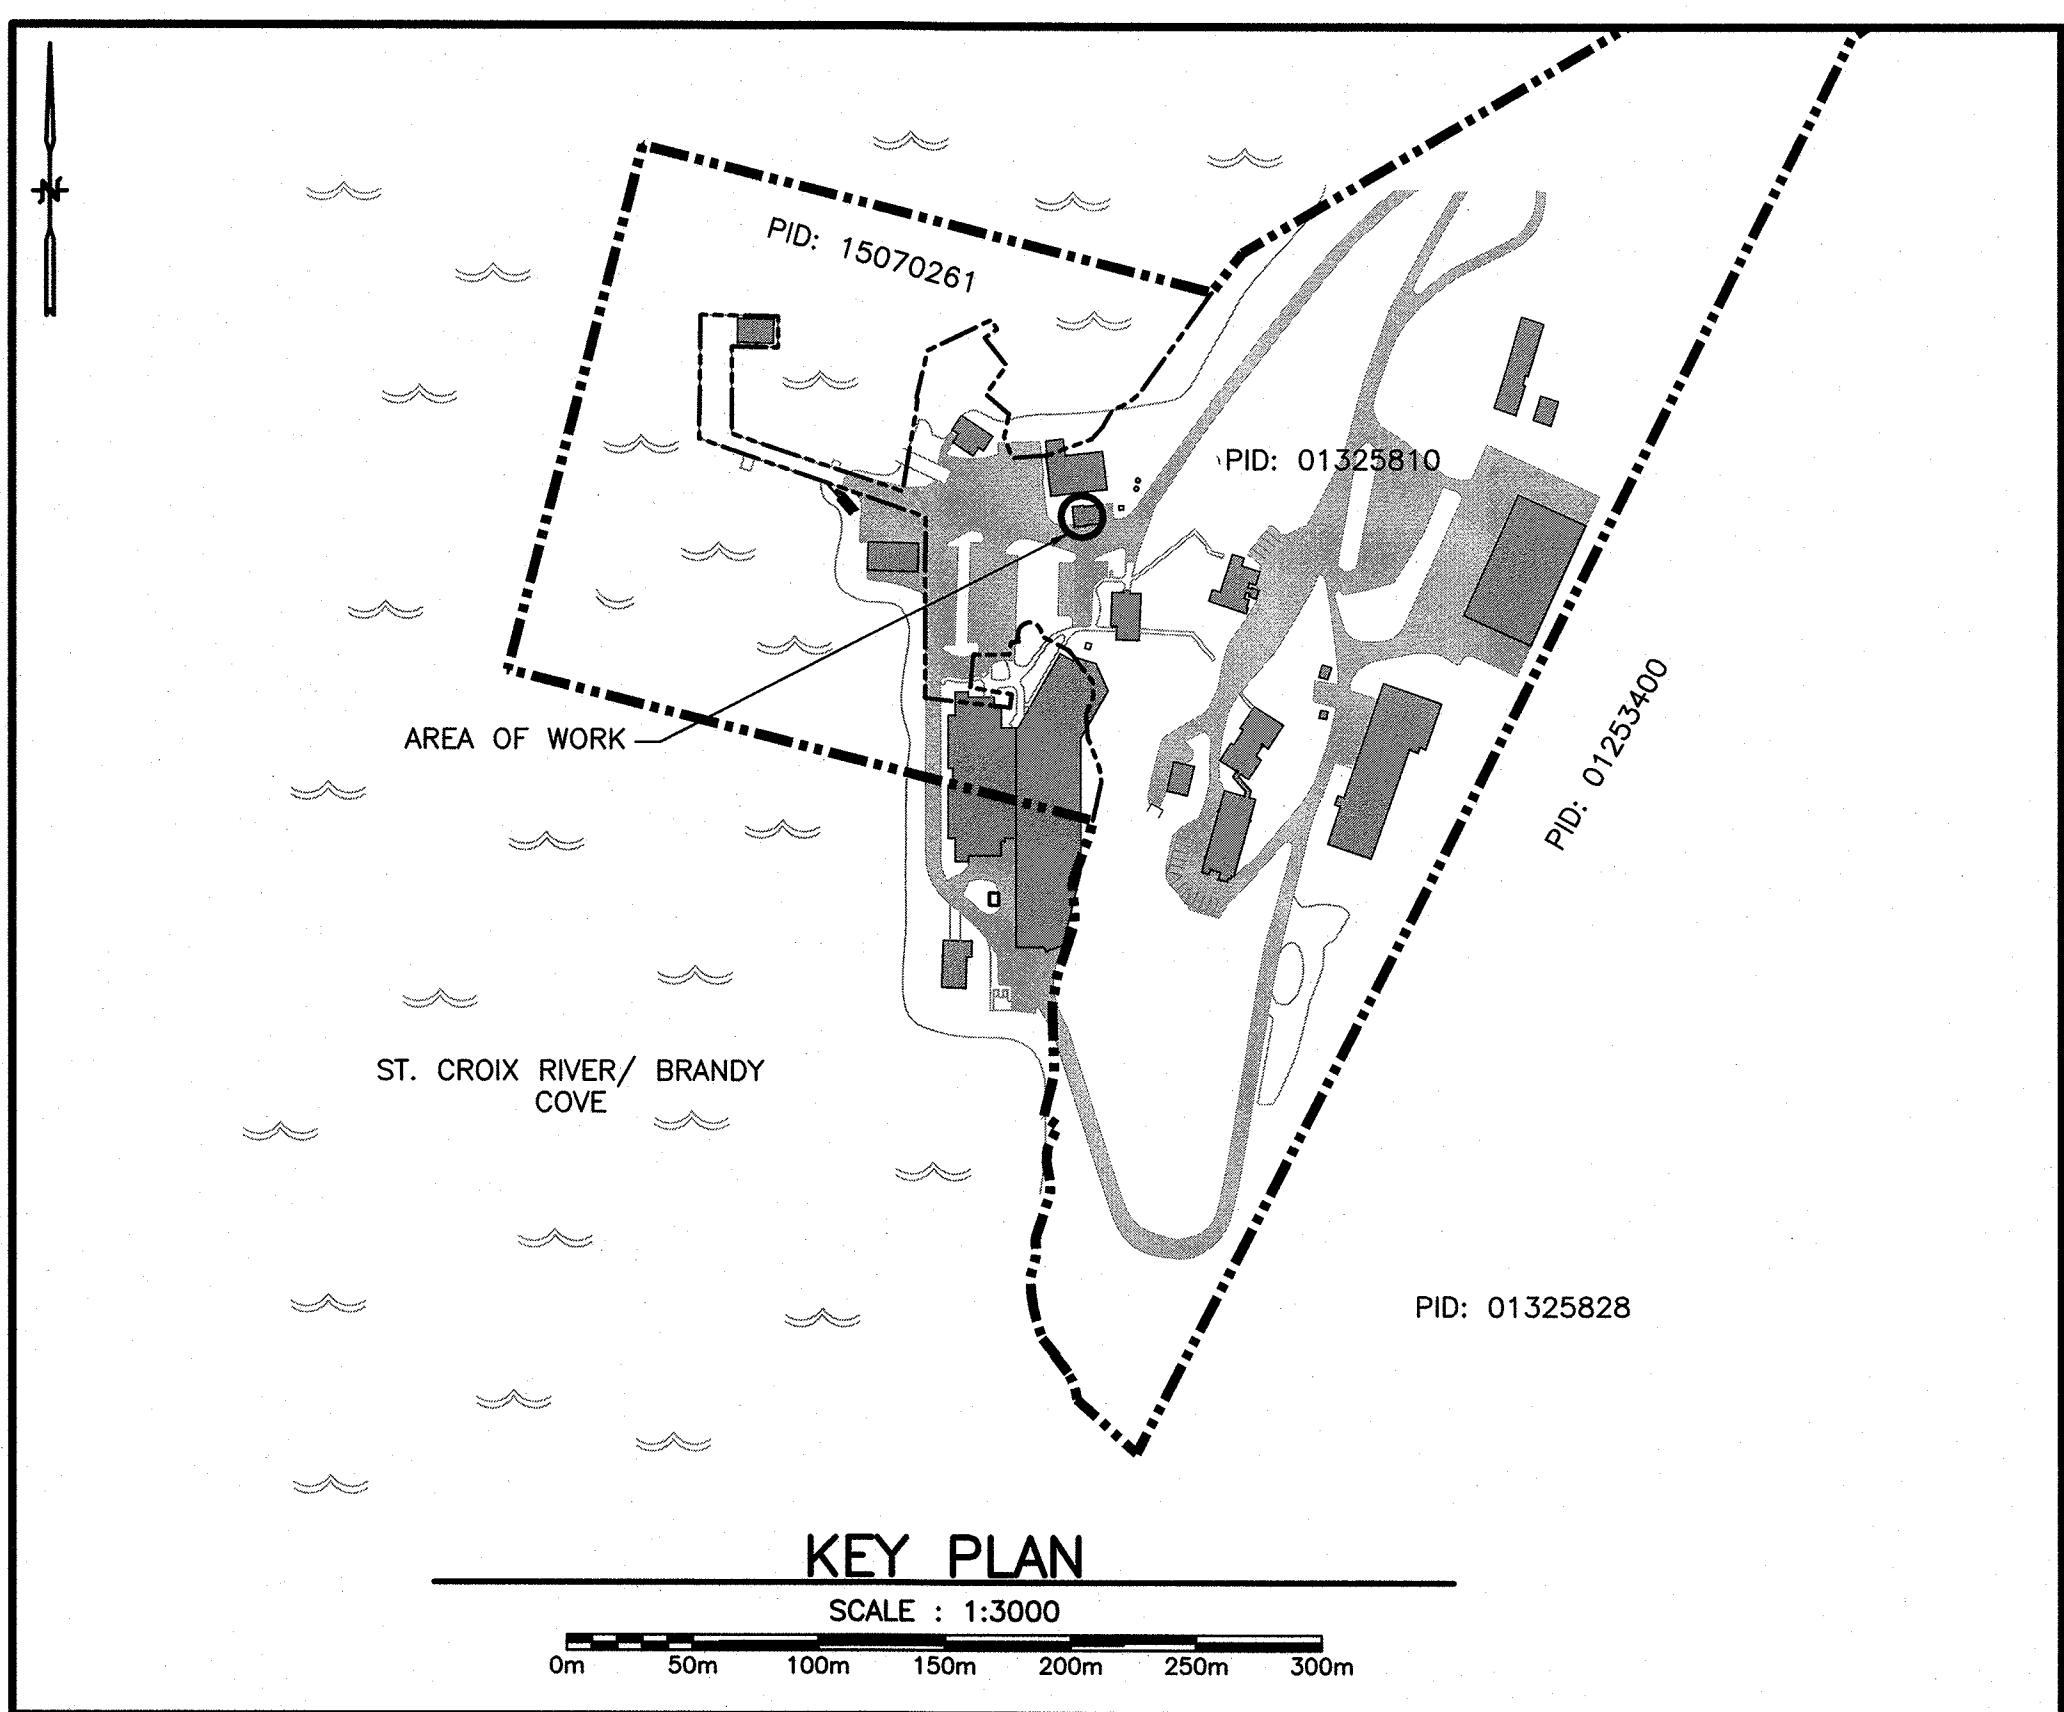 N
PID: 15070261
PID: 01325810
PID: 01253400
AREA OF WORK
ST. CROIX RIVER/ BRANDY
COVE
PID: 01325828
KEY PLAN
SCALE : 1:3000
0m 50m 100m 150m 200m 250m 300m